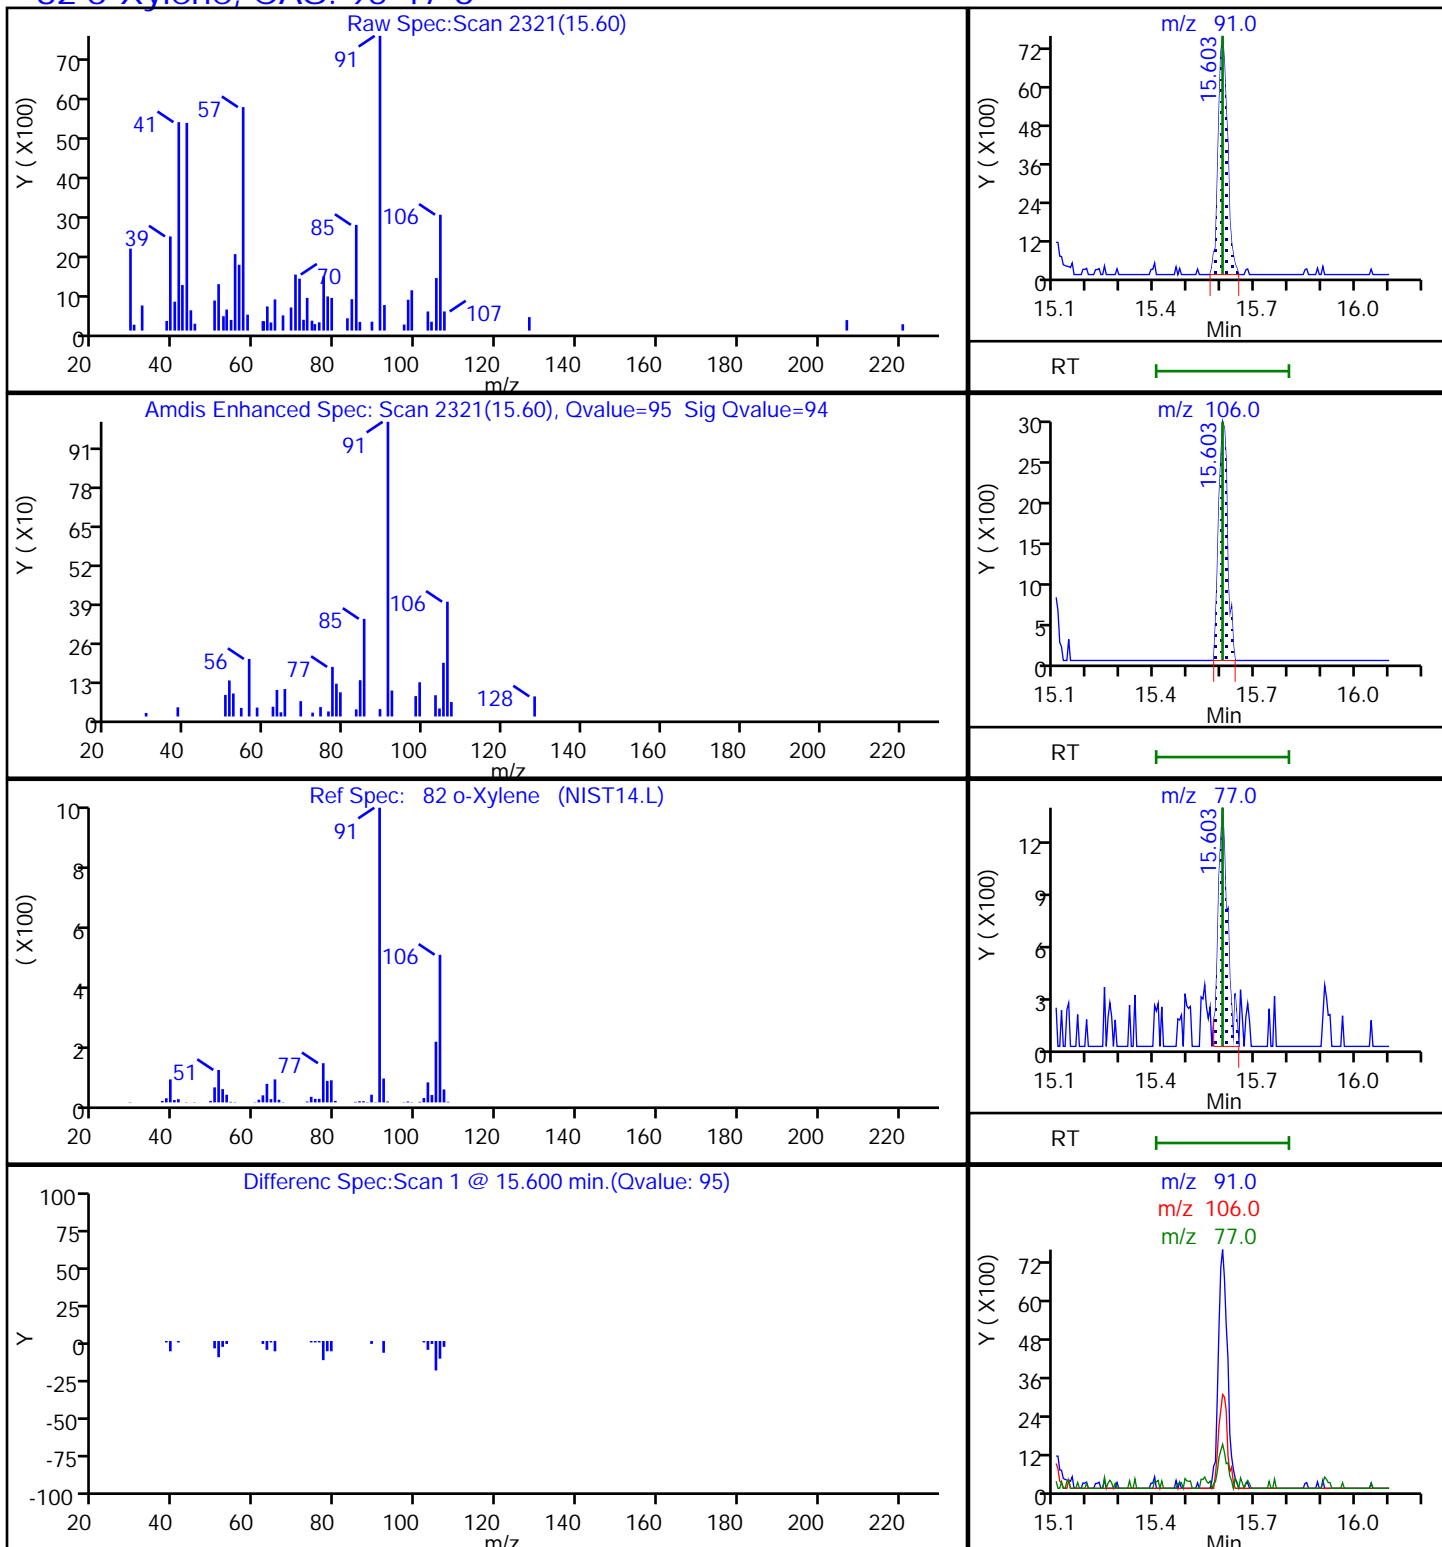 Raw Spec:Scan 2321(15.60)
Y ( X100)
70
60
50
40
30
20
10
0
91
57
41
39
85
106
70
107
20 40 60 80 100 120 140 160 180 200 220
m/z
m/z 91.0
Y ( X100)
72
60
48
36
24
12
0
15.603
15.1 15.4 15.7 16.0
Min
RT
Amdis Enhanced Spec: Scan 2321(15.60), Qvalue=95 Sig Qvalue=94
Y ( X10)
91
78
65
52
39
26
13
0
91
106
85
56
77
128
20 40 60 80 100 120 140 160 180 200 220
m/z
m/z 106.0
Y ( X100)
30
25
20
15
10
5
0
15.603
15.1 15.4 15.7 16.0
Min
RT
Ref Spec: 82 o-Xylene (NIST14.L)
( X100)
10
8
6
4
2
0
91
106
51
77
20 40 60 80 100 120 140 160 180 200 220
m/z 77.0
Y ( X100)
12
9
6
3
0
15.603
15.1 15.4 15.7 16.0
Min
RT
Differenc Spec:Scan 1 @ 15.600 min.(Qvalue: 95)
Y
100
75
50
25
0
-25
-50
-75
-100
20 40 60 80 100 120 140 160 180 200 220
m/z
m/z 91.0
m/z 106.0
m/z 77.0
Y ( X100)
72
60
48
36
24
12
0
15.1 15.4 15.7 16.0
Min